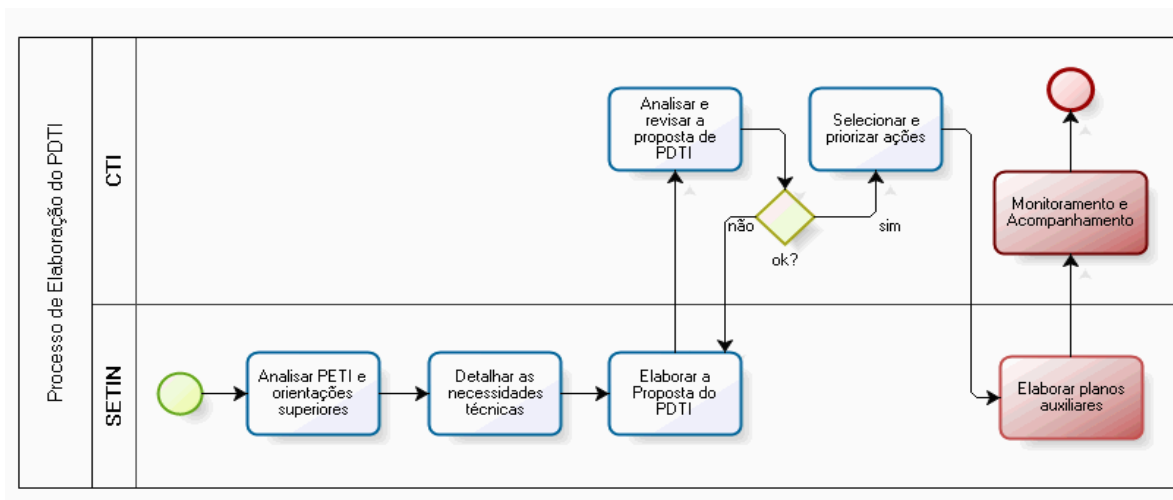 Processo de Elaboração do PDTI
CTI
Analisar e
revisar a
proposta de
PDTI
Selecionar e
priorizar ações
não
sim
ok?
Monitoramento e
Acompanhamento
SETIN
Analisar PETI e
orientações
superiores
Detalhar as
necessidades
técnicas
Elaborar a
Proposta do
PDTI
Elaborar planos
auxiliares